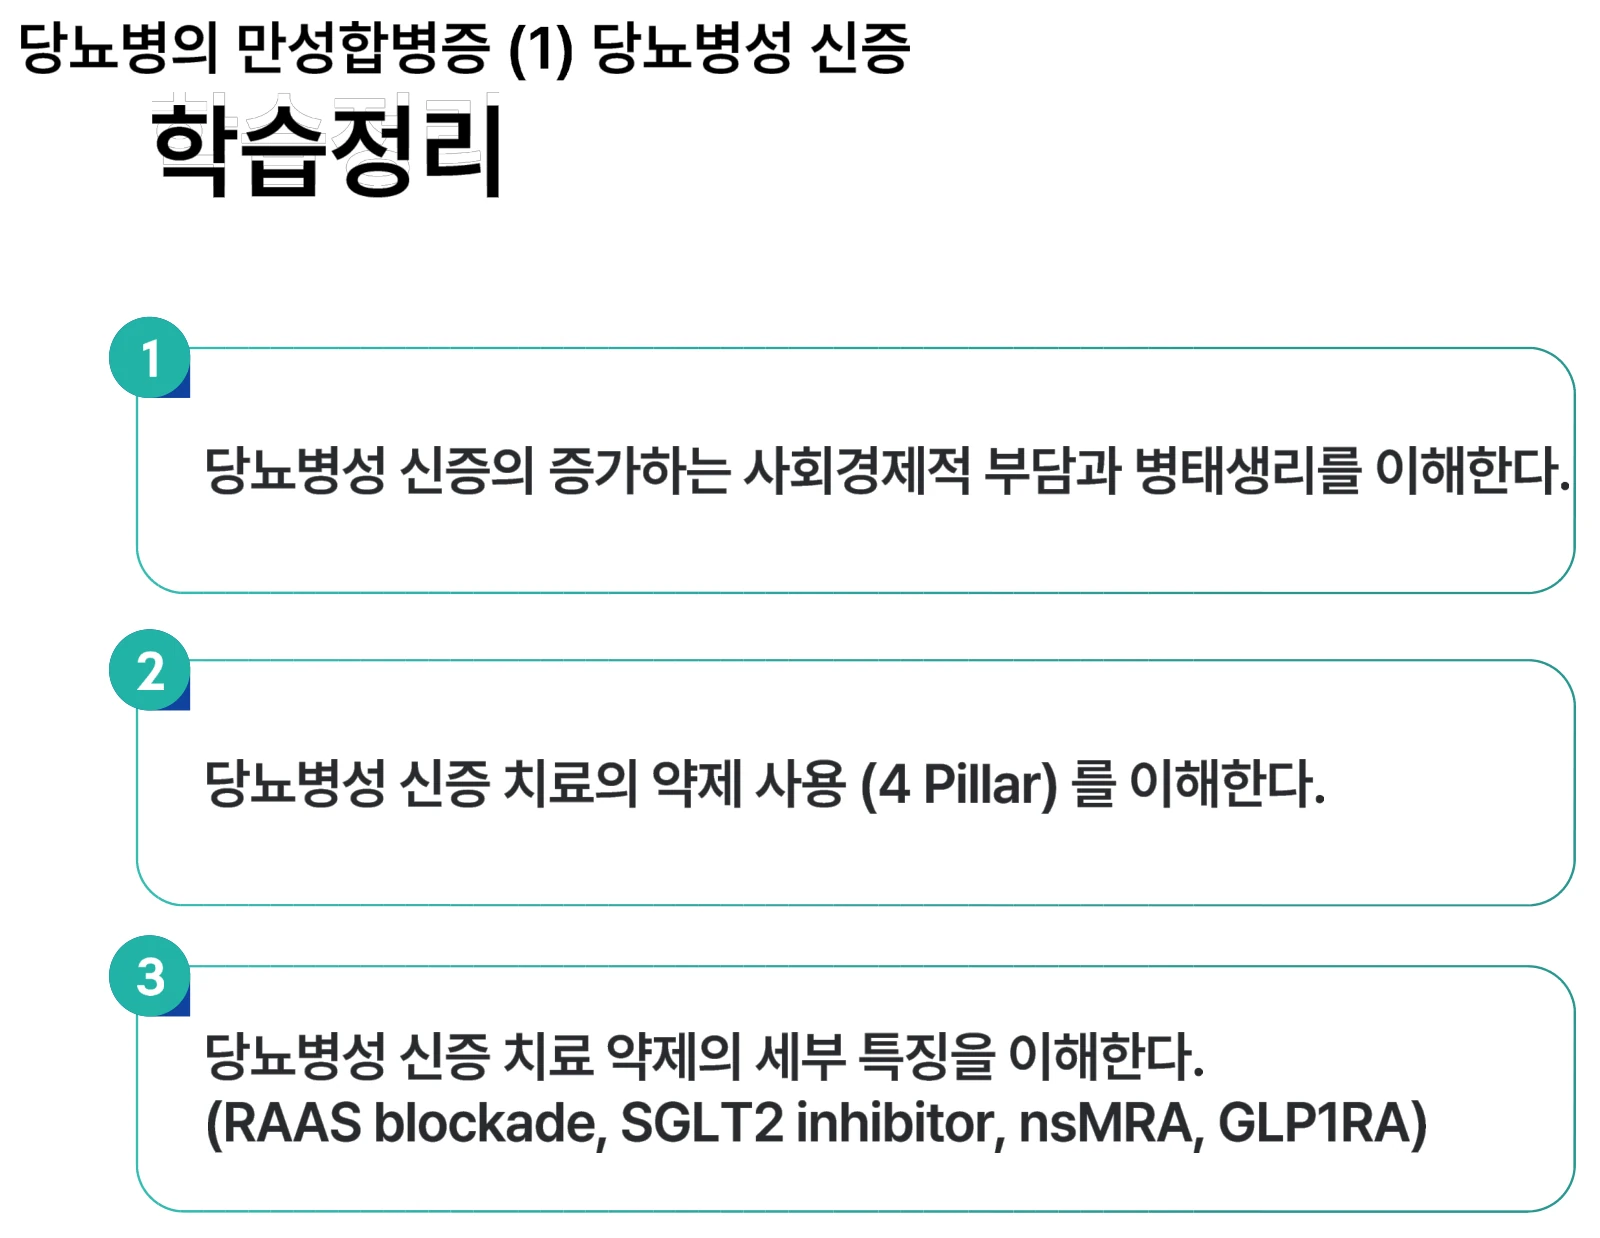 당뇨병의 만성합병증 (1) 당뇨병성 신증
학습정리
1
당뇨병성 신증의 증가하는 사회경제적 부담과 병태생리를 이해한다.
2
당뇨병성 신증 치료의 약제 사용 (4 Pillar) 를 이해한다.
3
당뇨병성 신증 치료 약제의 세부 특징을 이해한다.
(RAAS blockade, SGLT2 inhibitor, nsMRA, GLP1RA)